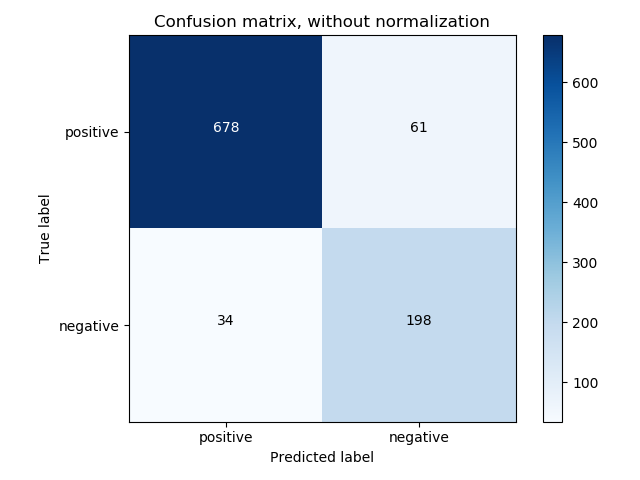 Confusion matrix, without normalization
True label
positive
negative
678
61
34
198
positive
negative
Predicted label
600
500
400
300
200
100